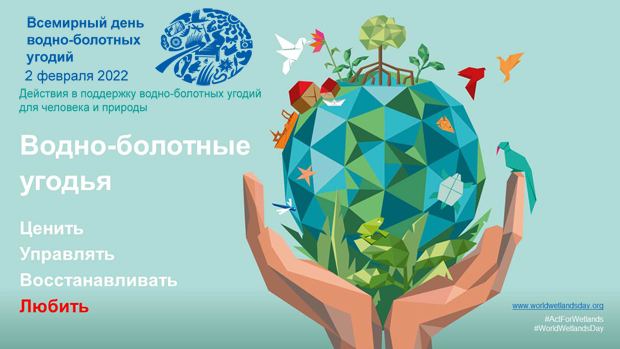 Всемирный день
водно-болотных
угодий
2 февраля 2022
Действия в поддержку водно-болотных угодий
для человека и природы
Водно-болотные
угодья
Ценить
Управлять
Восстанавливать
Любить
www.worldwetlandsday.org
#ActForWetlands
#WorldWetlandsDay